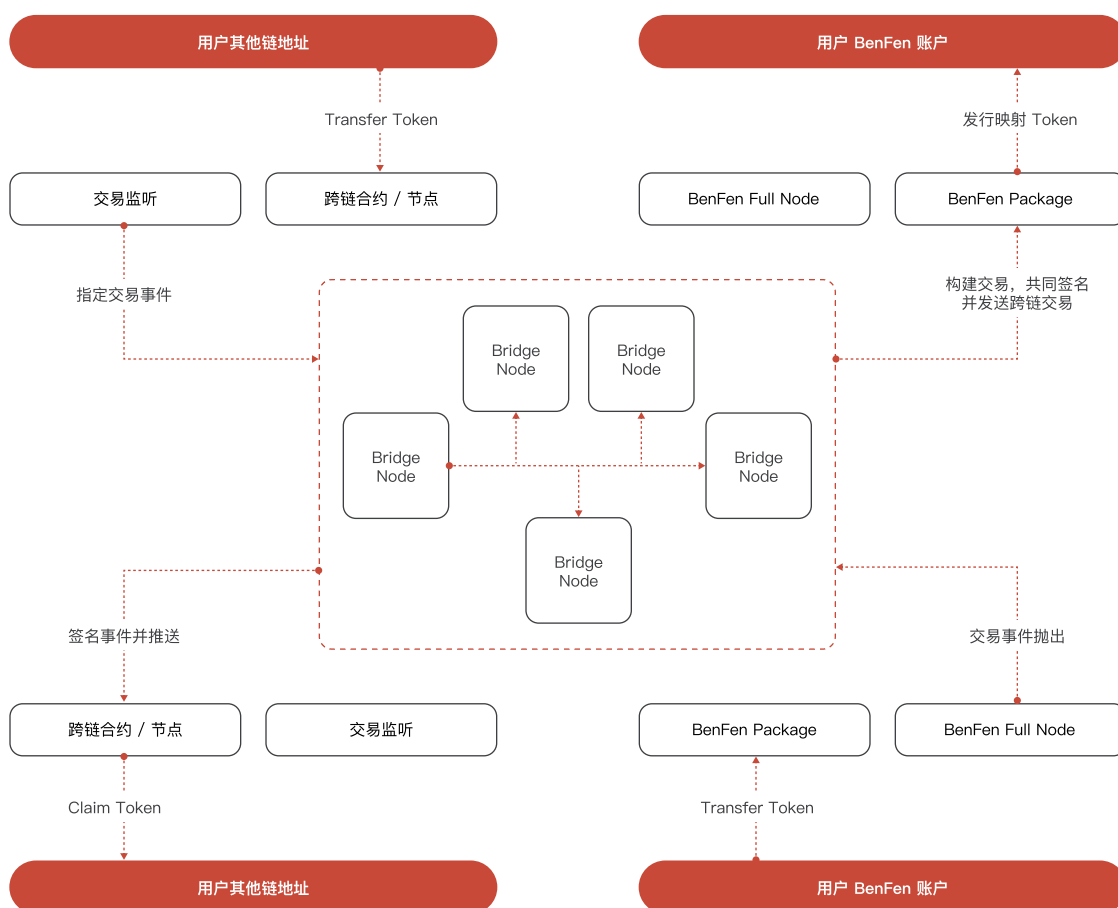 用户其他链地址
用户 BenFen 账户
Transfer Token
发行映射 Token
交易监听
跨链合约 / 节点
BenFen Full Node
BenFen Package
指定交易事件
构建交易，共同签名
并发送跨链交易
Bridge
Node
Bridge
Node
Bridge
Node
Bridge
Node
Bridge
Node
签名事件并推送
交易事件抛出
跨链合约 / 节点
交易监听
BenFen Package
BenFen Full Node
Claim Token
Transfer Token
用户其他链地址
用户 BenFen 账户